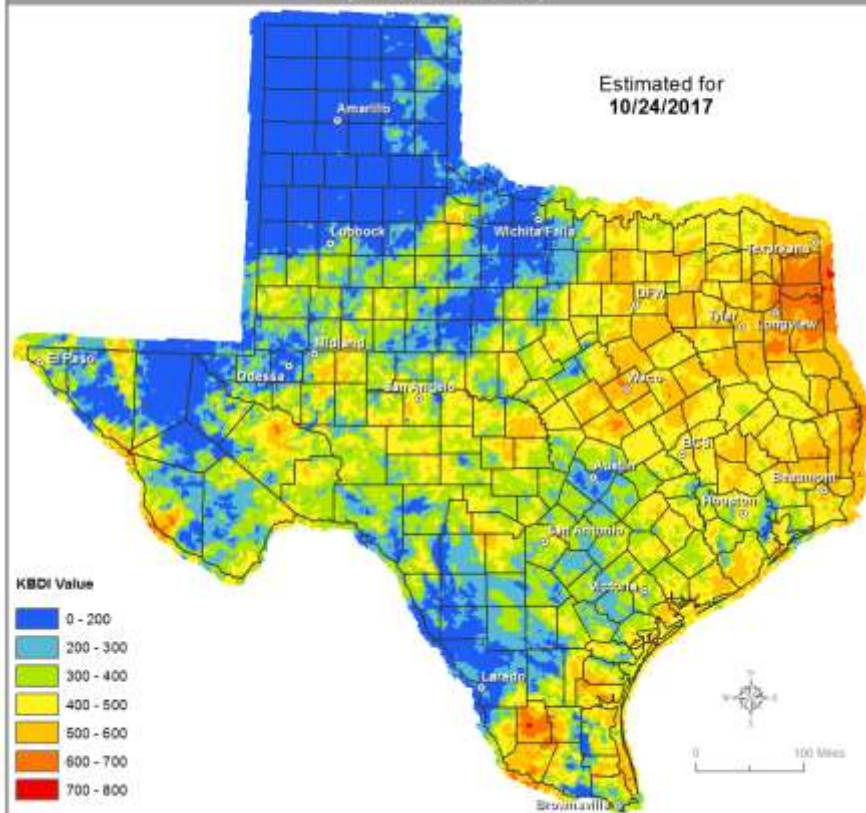 Estimated for
10/24/2017
Amarillo
Lubbock
Wichita Falls
Texarkana
DFW
Tyler
Longview
El Paso
Midland
Odessa
San Angelo
Waco
BCS
Austin
Beaumont
Houston
San Antonio
Victoria
Laredo
Brownsville
KBDI Value
0 - 200
200 - 300
300 - 400
400 - 500
500 - 600
600 - 700
700 - 800
0 100 Miles